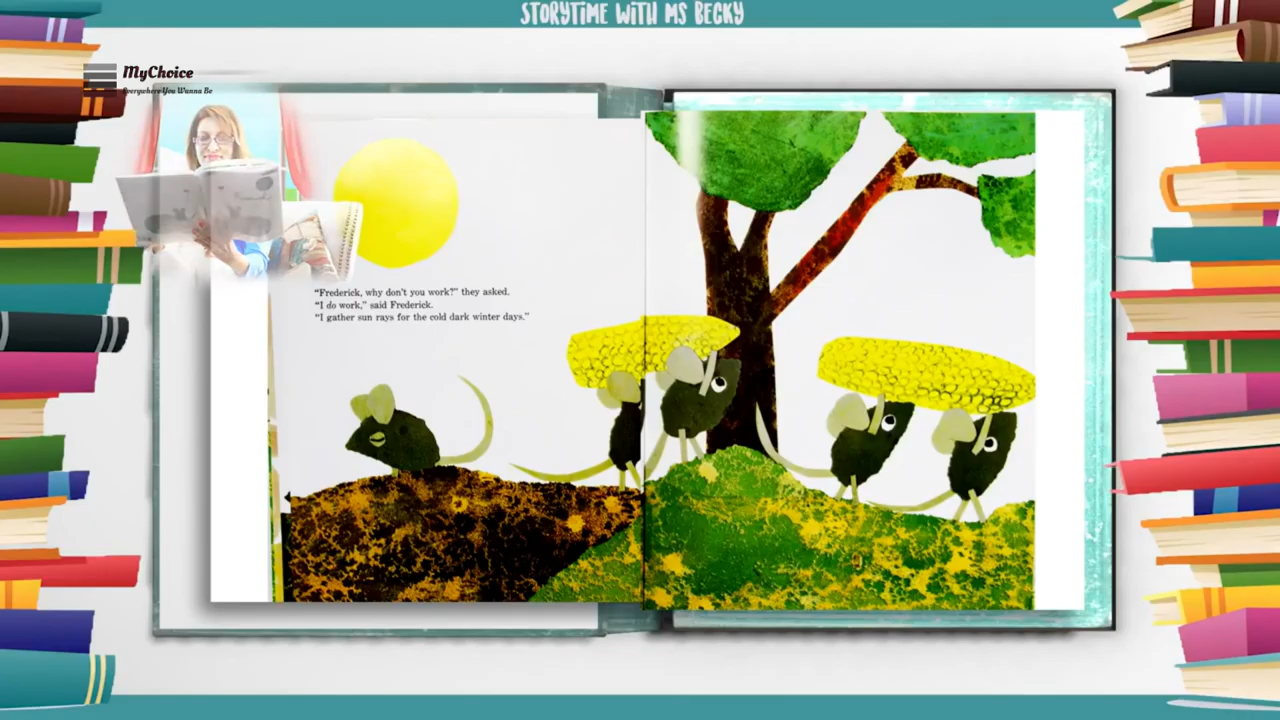 STORYTIME WITH MS BECKY
MyChoice
Everywhere You Wanna Be
"Frederick, why don't you work?" they asked.
"I do work," said Frederick.
"I gather sun rays for the cold dark winter days."